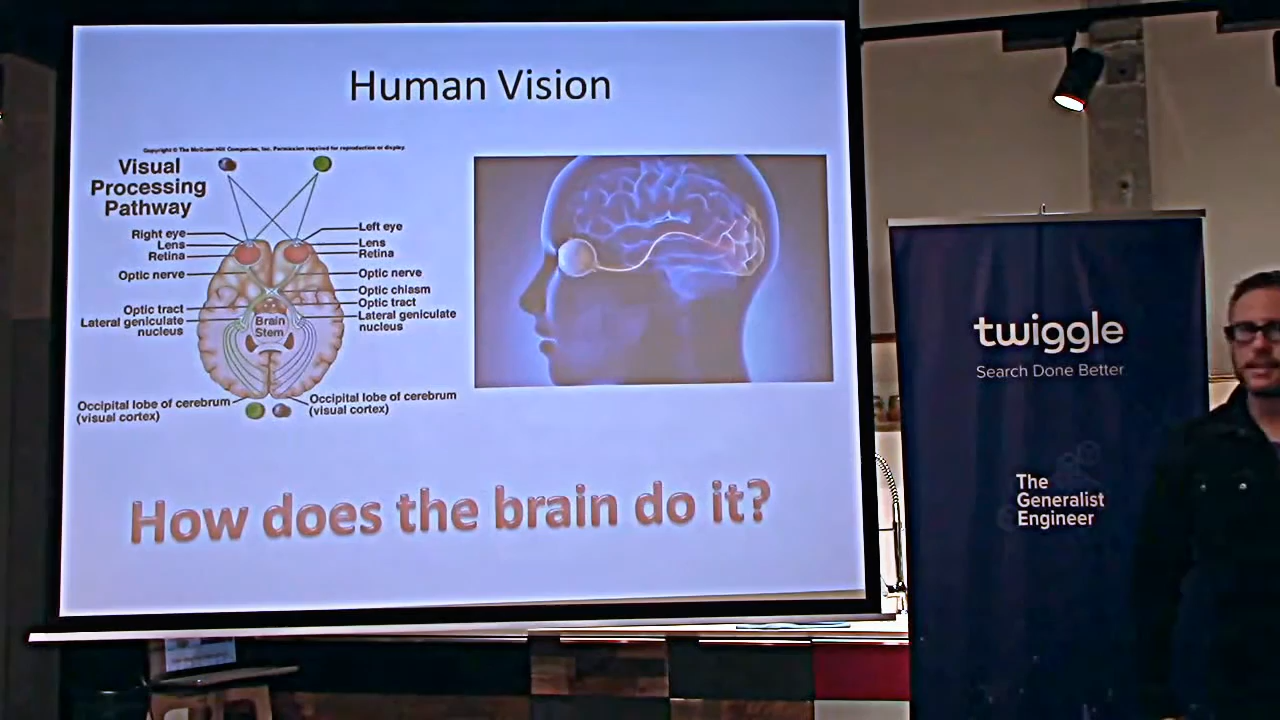 Human Vision
Copyright © The McGraw-Hill Companies, Inc. Permission required for reproduction or display.
Visual
Processing
Pathway
Right eye
Lens
Retina
Optic nerve
Optic tract
Lateral geniculate
nucleus
Left eye
Lens
Retina
Optic nerve
Optic chiasm
Optic tract
Lateral geniculate
nucleus
Brain
Stem
Occipital lobe of cerebrum
(visual cortex)
Occipital lobe of cerebrum
(visual cortex)
How does the brain do it?
twiggle
Search Done Better
The
Generalist
Engineer